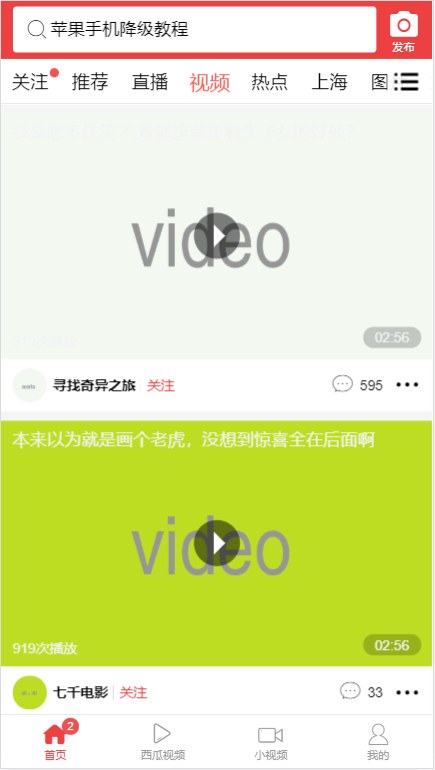 苹果手机降级教程
发布
关注 推荐 直播 视频 热点 上海 图
video
02:56
寻找奇异之旅 关注 595
本来以为就是画个老虎，没想到惊喜全在后面啊
video
919次播放 02:56
七千电影 关注 33
2
首页 西瓜视频 小视频 我的